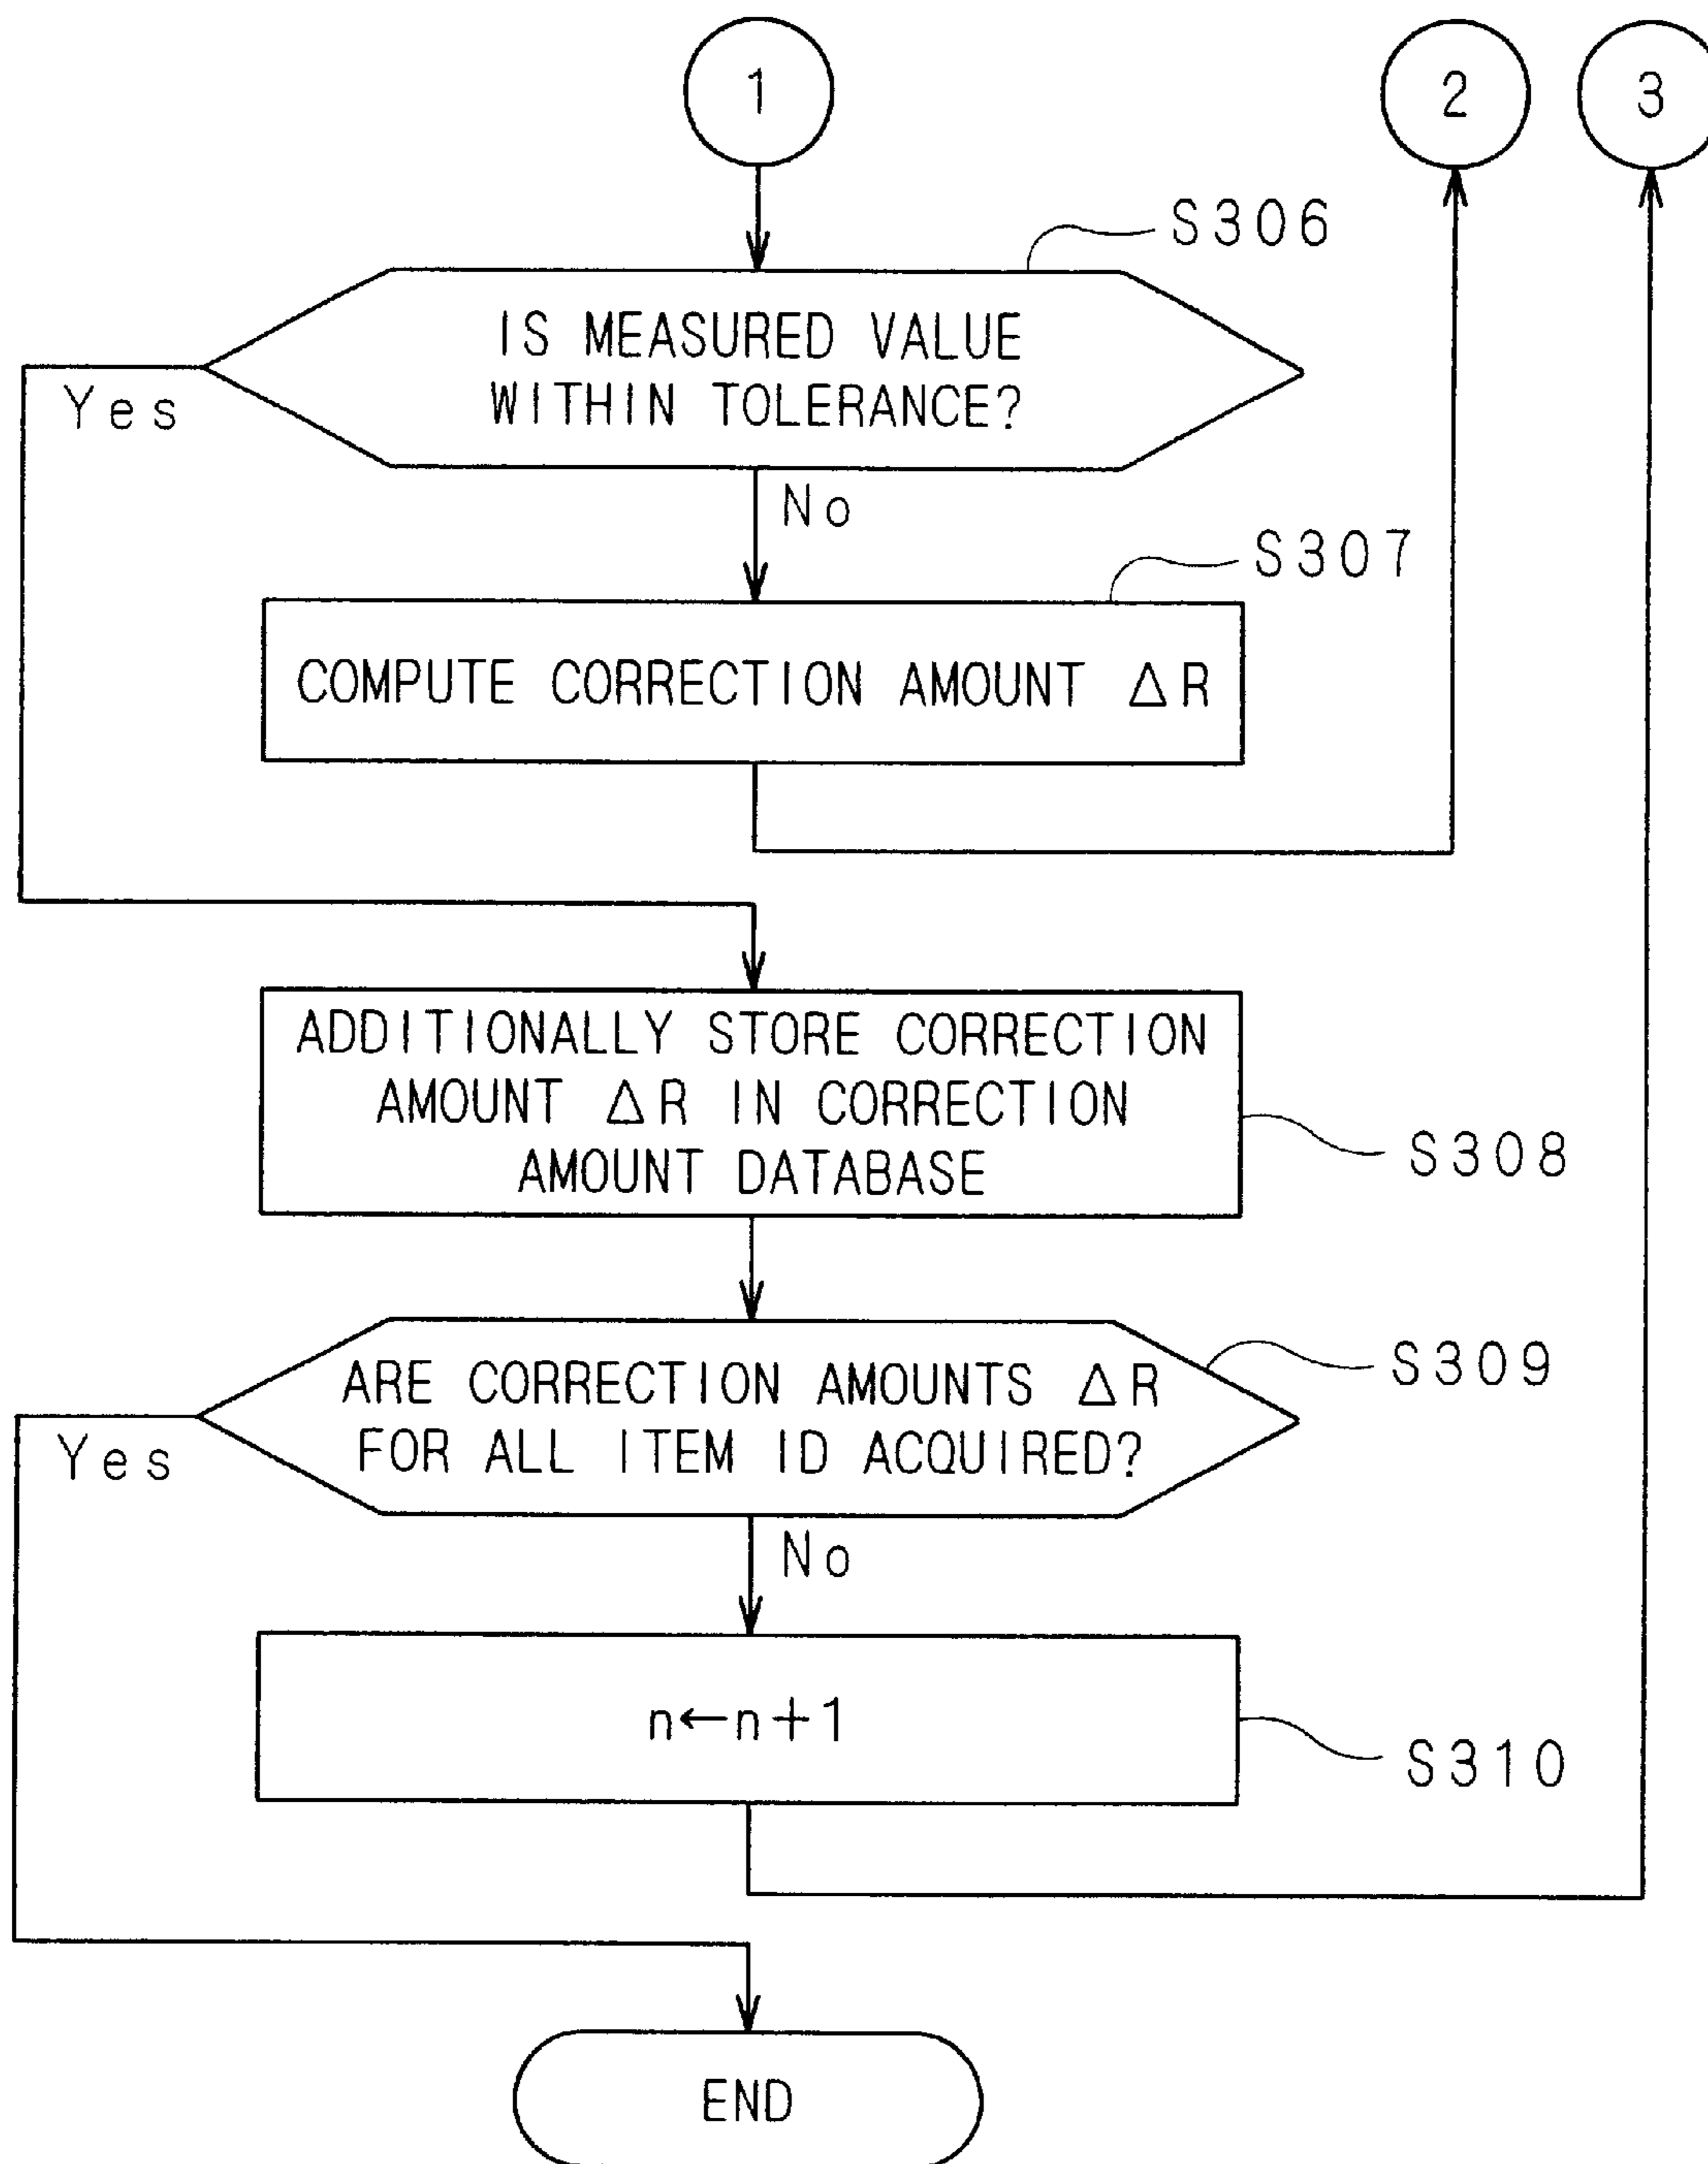 1
2
3
S306
IS MEASURED VALUE
WITHIN TOLERANCE?
Yes
No
S307
COMPUTE CORRECTION AMOUNT ΔR
ADDITIONALLY STORE CORRECTION
AMOUNT ΔR IN CORRECTION
AMOUNT DATABASE
S308
ARE CORRECTION AMOUNTS ΔR
FOR ALL ITEM ID ACQUIRED?
S309
Yes
No
n←n+1
S310
END